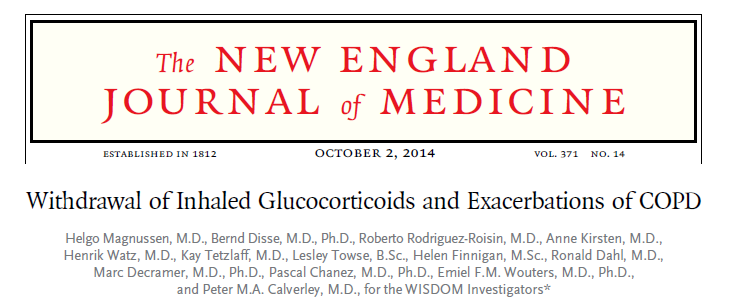 The NEW ENGLAND
JOURNAL of MEDICINE
ESTABLISHED IN 1812
OCTOBER 2, 2014
VOL. 371 NO. 14
Withdrawal of Inhaled Glucocorticoids and Exacerbations of COPD
Helgo Magnussen, M.D., Bernd Disse, M.D., Ph.D., Roberto Rodriguez-Roisin, M.D., Anne Kirsten, M.D.,
Henrik Watz, M.D., Kay Tetzlaff, M.D., Lesley Towse, B.Sc., Helen Finnigan, M.Sc., Ronald Dahl, M.D.,
Marc Decramer, M.D., Ph.D., Pascal Chanez, M.D., Ph.D., Emiel F.M. Wouters, M.D., Ph.D.,
and Peter M.A. Calverley, M.D., for the WISDOM Investigators*